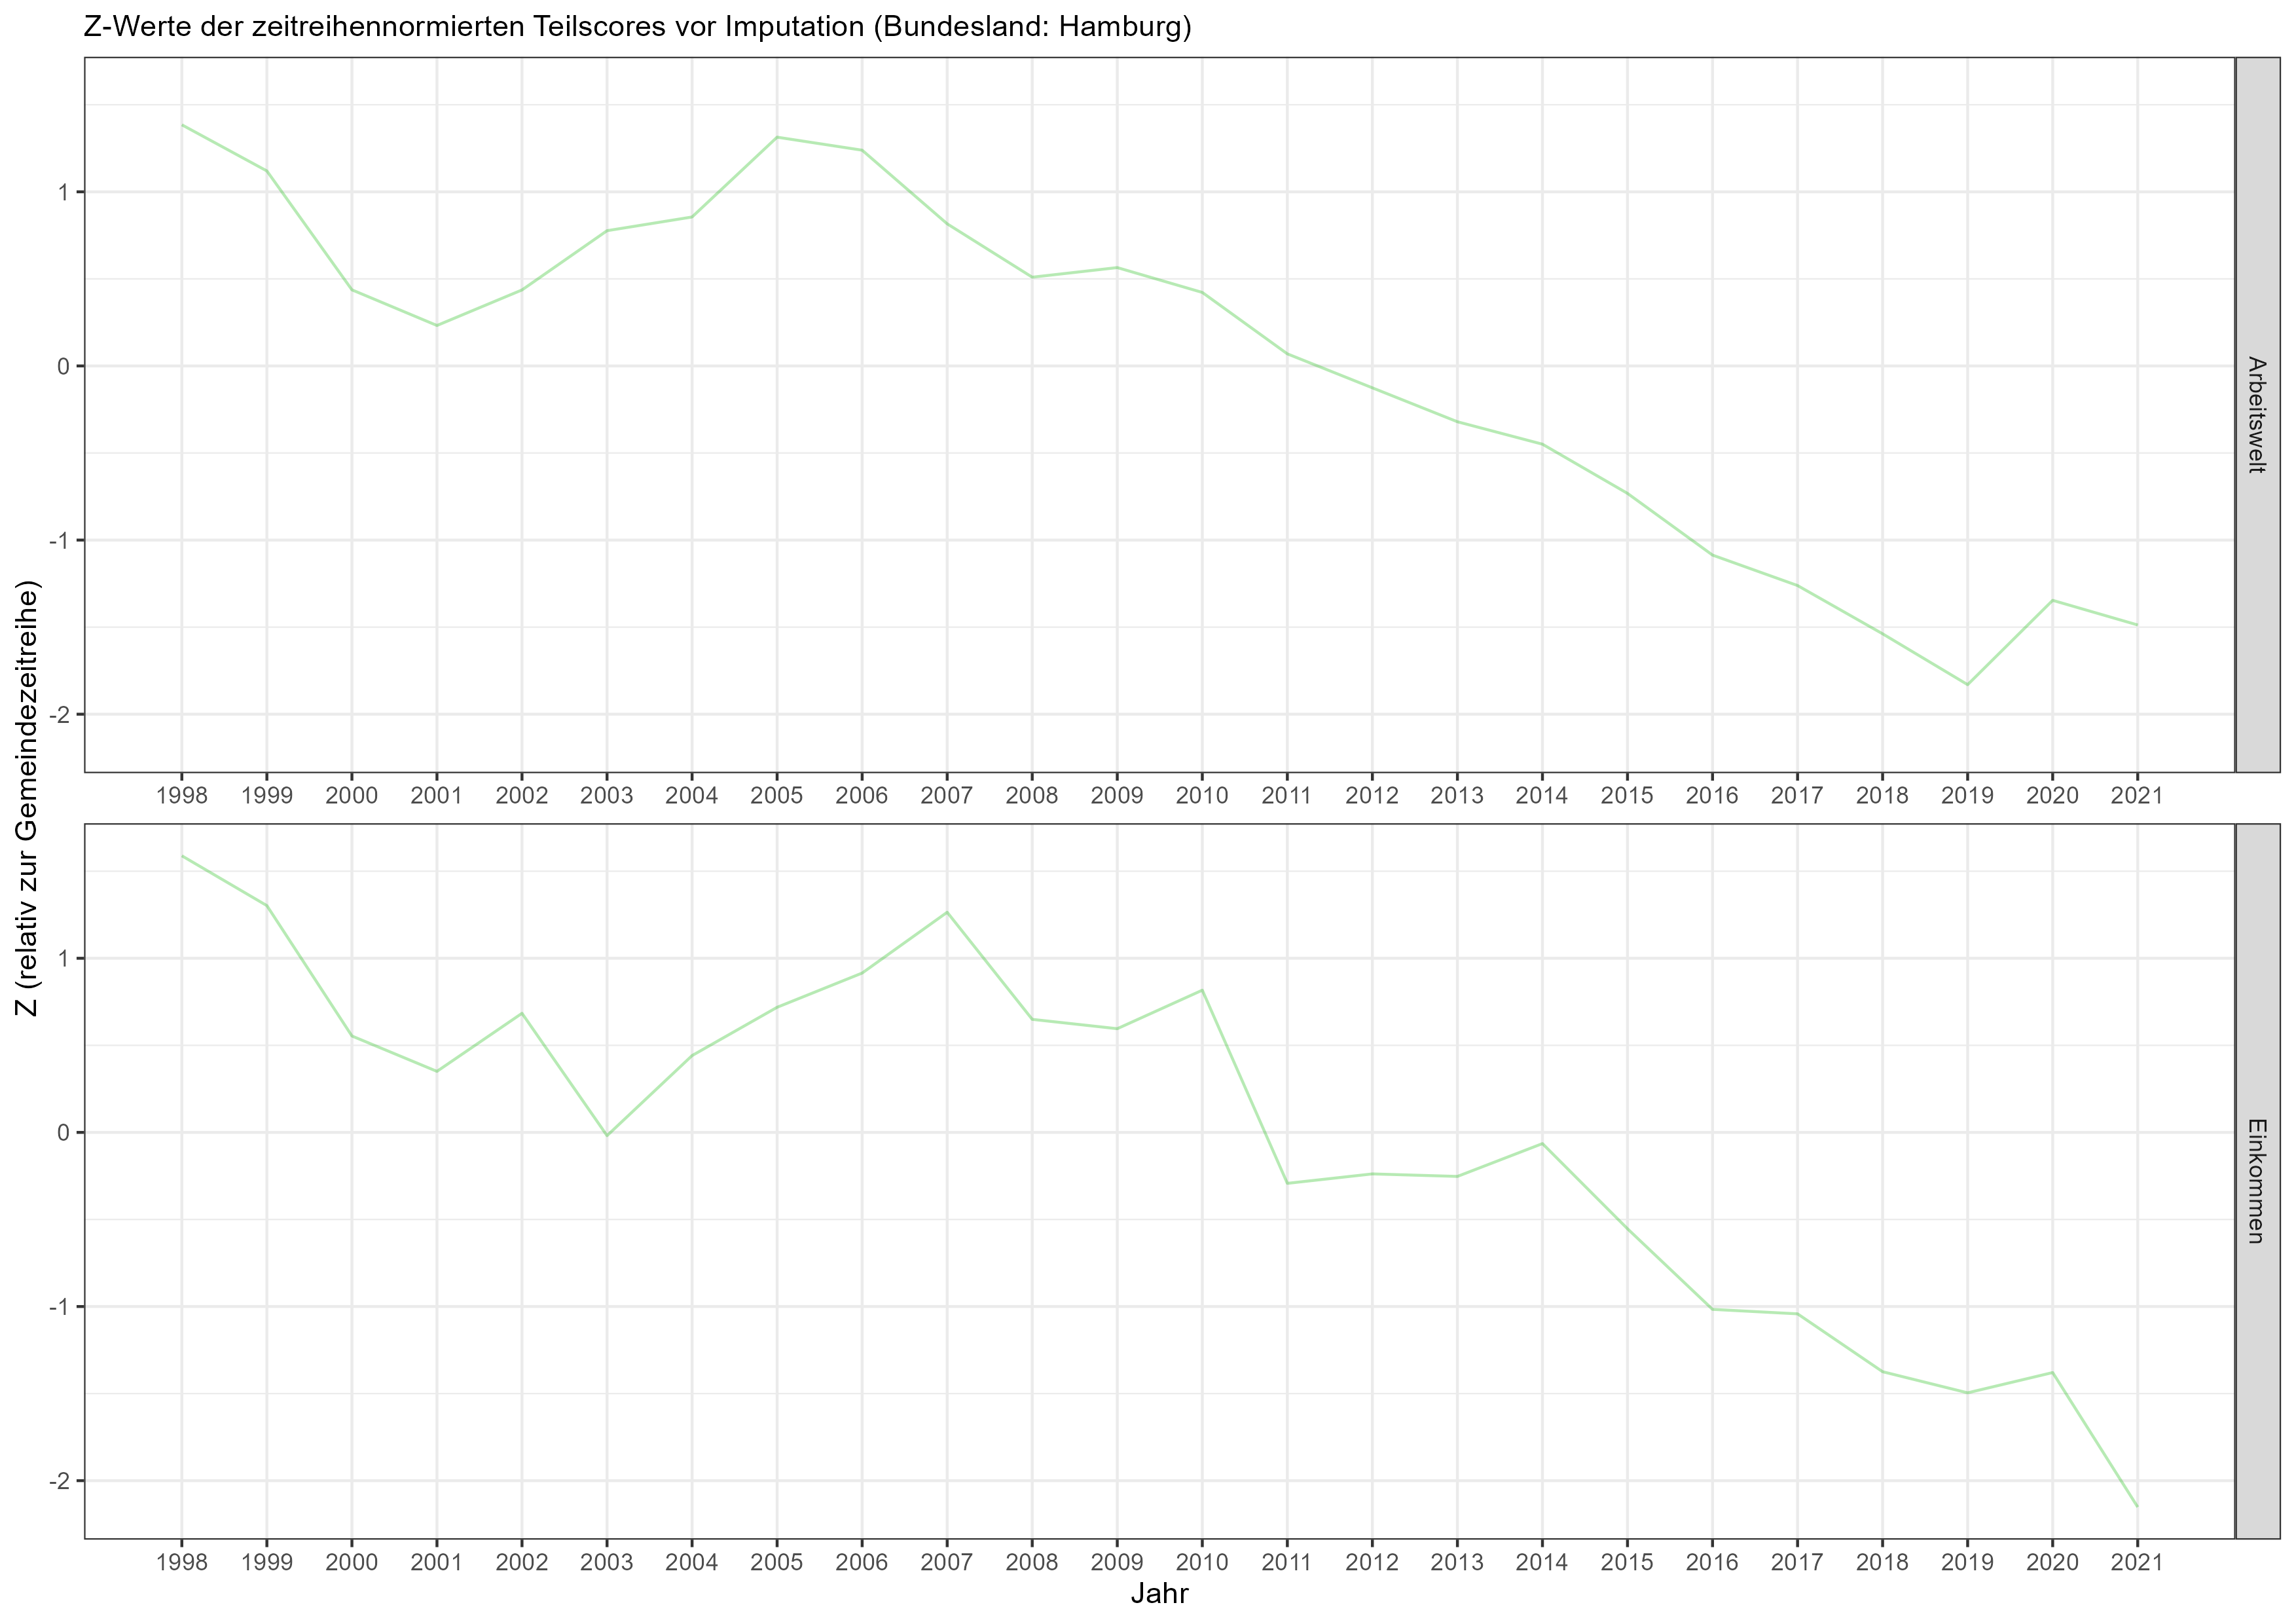 Z-Werte der zeitreihennormierten Teilscores vor Imputation (Bundesland: Hamburg)
Z (relativ zur Gemeindezeitreihe)
1
0
-1
-2
Arbeitswelt
1998 1999 2000 2001 2002 2003 2004 2005 2006 2007 2008 2009 2010 2011 2012 2013 2014 2015 2016 2017 2018 2019 2020 2021
1
0
-1
-2
Einkommen
1998 1999 2000 2001 2002 2003 2004 2005 2006 2007 2008 2009 2010 2011 2012 2013 2014 2015 2016 2017 2018 2019 2020 2021
Jahr